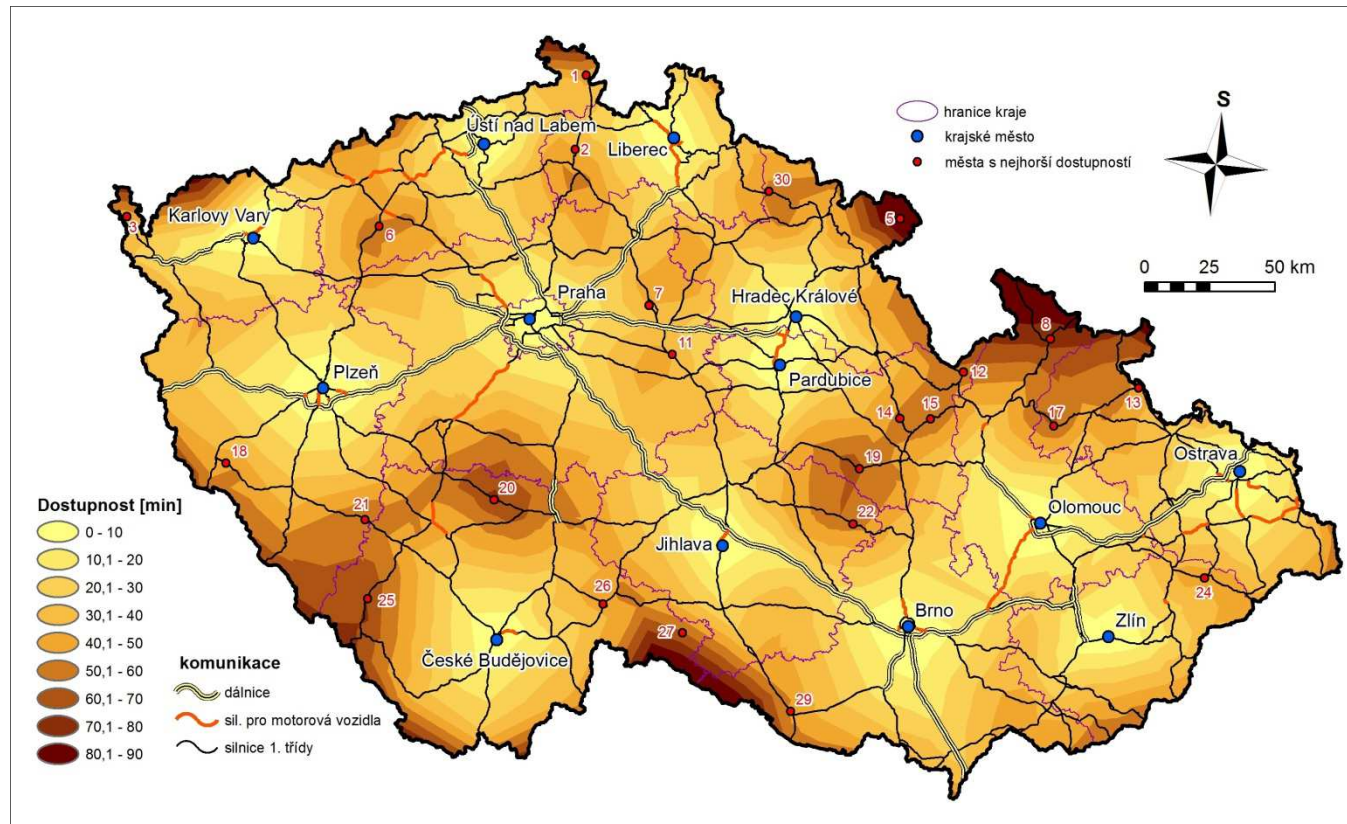 1
Ústí nad Labem
2
Liberec
hranice kraje
krajské město
města s nejhorší dostupností
S
30
5
Karlovy Vary
3
6
0 25 50 km
Praha
7
Hradec Králové
8
11
Plzeň
Pardubice
12
13
14
15
17
18
19
Ostrava
20
21
22
Olomouc
Jihlava
Dostupnost [min]
0 - 10
10,1 - 20
20,1 - 30
30,1 - 40
40,1 - 50
50,1 - 60
60,1 - 70
70,1 - 80
80,1 - 90
24
25
26
27
Brno
Zlín
České Budějovice
29
komunikace
dálnice
sil. pro motorová vozidla
silnice 1. třídy